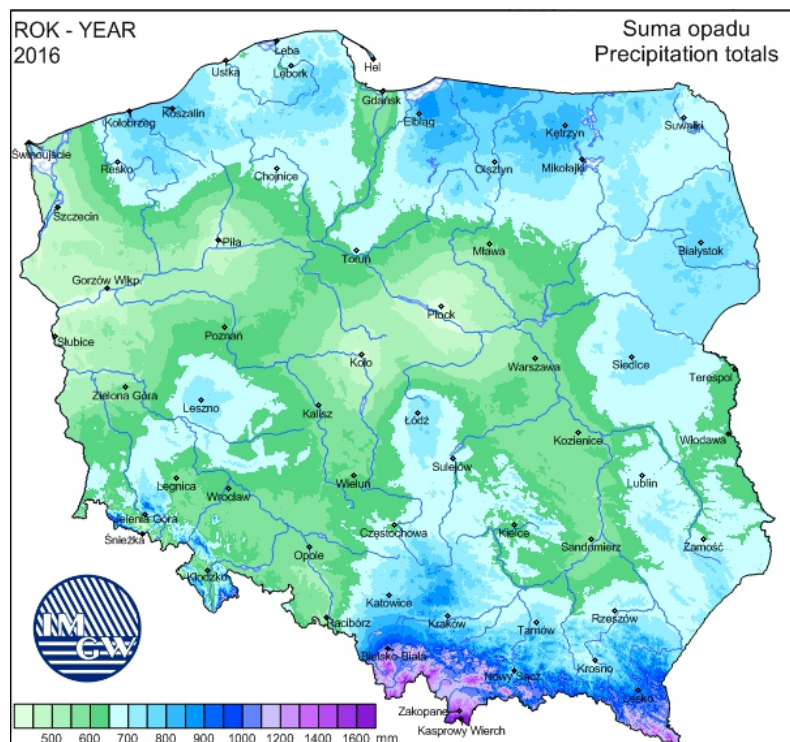 ROK - YEAR
2016
Suma opadu
Precipitation totals
Łeba
Ustka
Lębork
Hel
Gdańsk
Koszalin
Kołobrzeg
Elbląg
Kętrzyn
Suwałki
Świnoujście
Resko
Chojnice
Olsztyn
Mikołajki
Szczecin
Piła
Toruń
Mława
Białystok
Gorzów Wlkp.
Płock
Słubice
Poznań
Koło
Warszawa
Siedlce
Terespol
Zielona Góra
Leszno
Kalisz
Łódź
Kozienice
Włodawa
Sulejów
Legnica
Wrocław
Wieluń
Lublin
Jelenia Góra
Śnieżka
Częstochowa
Kielce
Opole
Sandomierz
Zamość
Kłodzko
Katowice
Racibórz
Kraków
Tarnów
Rzeszów
Bielsko-Biała
Nowy Sącz
Krosno
Lesko
Zakopane
Kasprowy Wierch
IM
GW
500 600 700 800 900 1000 1200 1400 1600 mm